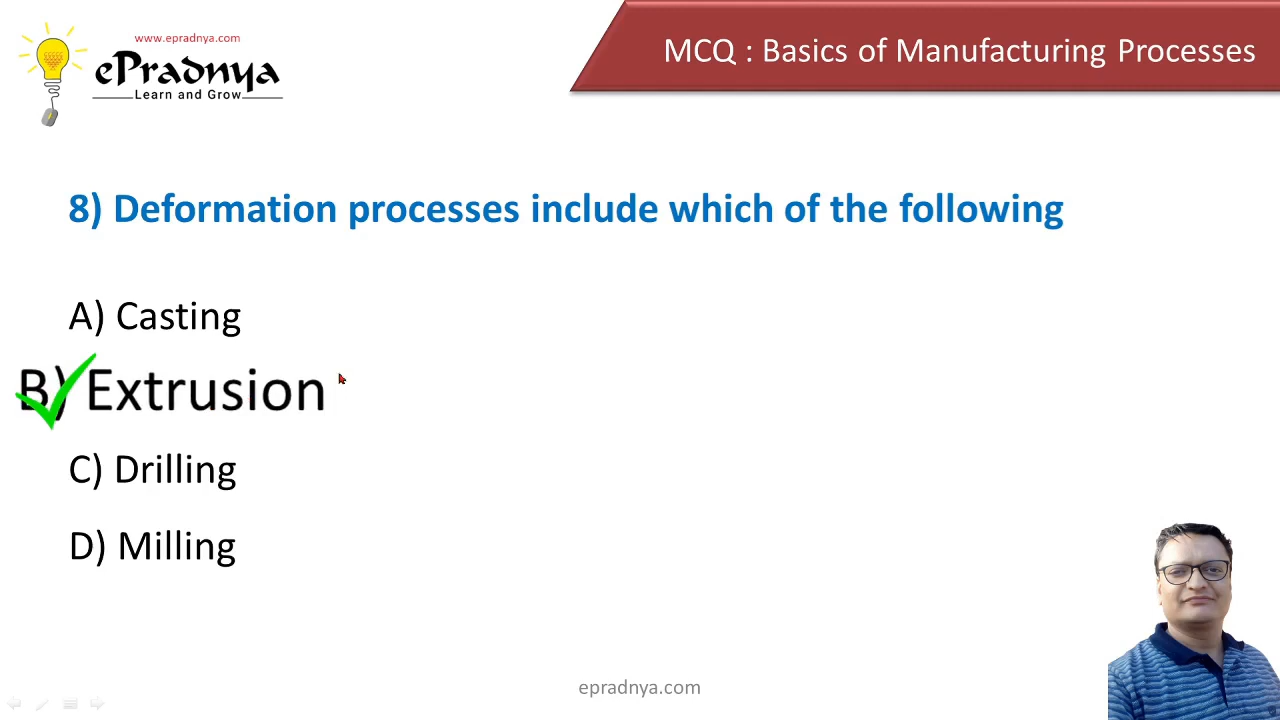 www.epradnya.com
ePradnya
Learn and Grow
MCQ : Basics of Manufacturing Processes
8) Deformation processes include which of the following
A) Casting
B) Extrusion
C) Drilling
D) Milling
epradnya.com